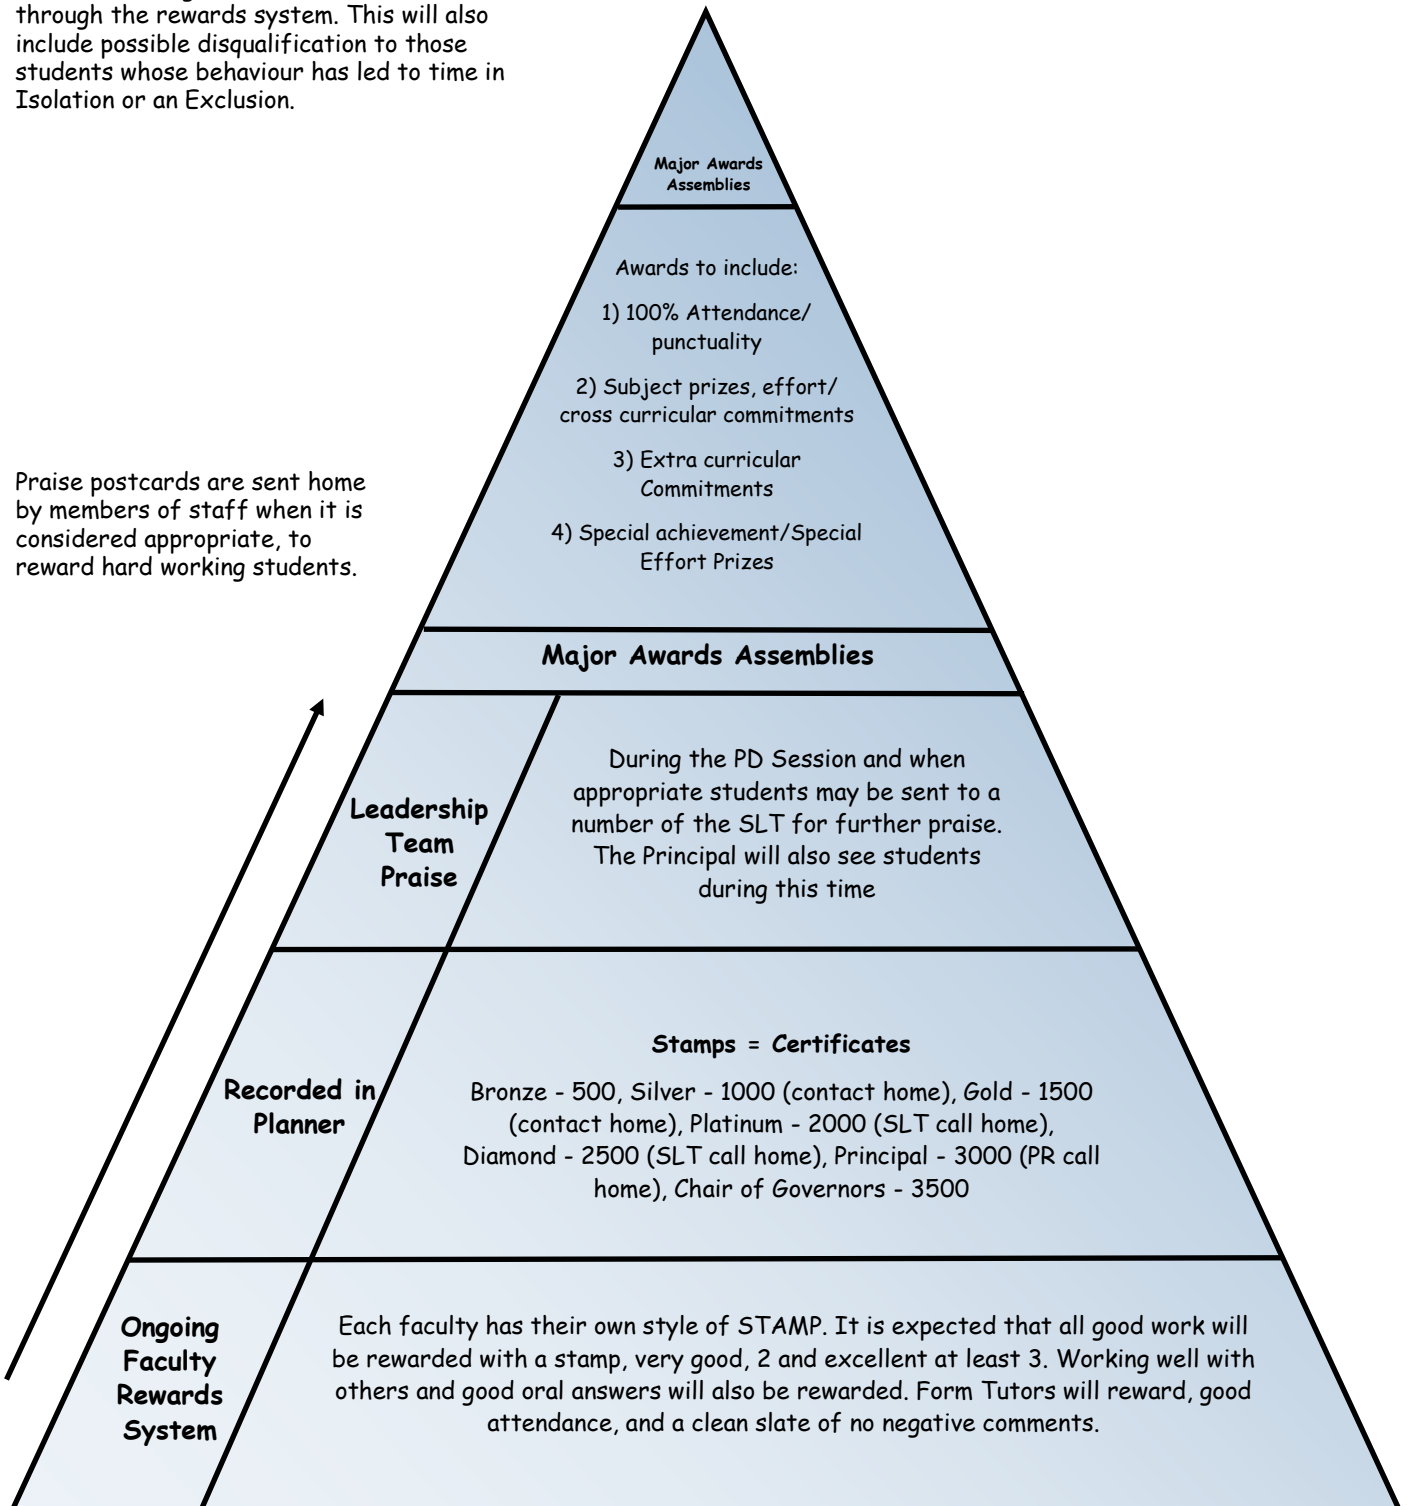 through the rewards system. This will also
include possible disqualification to those
students whose behaviour has led to time in
Isolation or an Exclusion.
Major Awards
Assemblies
Awards to include:
1) 100% Attendance/
punctuality
2) Subject prizes, effort/
cross curricular commitments
3) Extra curricular
Commitments
4) Special achievement/Special
Effort Prizes
Praise postcards are sent home
by members of staff when it is
considered appropriate, to
reward hard working students.
Major Awards Assemblies
Leadership
Team
Praise
During the PD Session and when
appropriate students may be sent to a
number of the SLT for further praise.
The Principal will also see students
during this time
Recorded in
Planner
Stamps = Certificates
Bronze - 500, Silver - 1000 (contact home), Gold - 1500
(contact home), Platinum - 2000 (SLT call home),
Diamond - 2500 (SLT call home), Principal - 3000 (PR call
home), Chair of Governors - 3500
Ongoing
Faculty
Rewards
System
Each faculty has their own style of STAMP. It is expected that all good work will
be rewarded with a stamp, very good, 2 and excellent at least 3. Working well with
others and good oral answers will also be rewarded. Form Tutors will reward, good
attendance, and a clean slate of no negative comments.